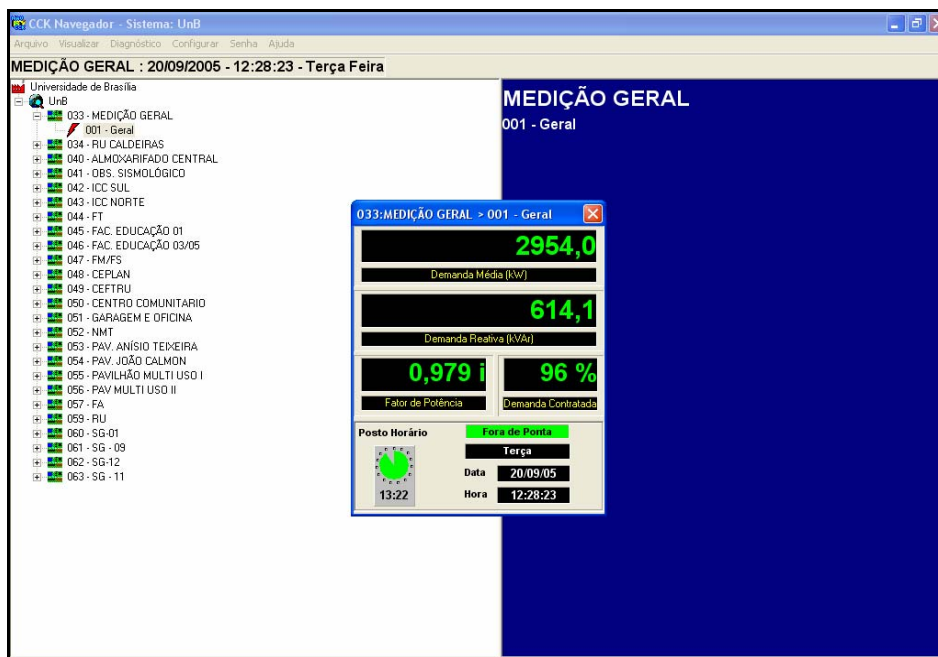 CCK Navegador - Sistema: UnB
Arquivo Visualizar Diagnóstico Configurar Senha Ajuda
MEDIÇÃO GERAL : 20/09/2005 - 12:28:23 - Terça Feira
Universidade de Brasília
UnB
033 - MEDIÇÃO GERAL
001 - Geral
034 - RU CALDEIRAS
040 - ALMOXARIFADO CENTRAL
041 - OBS. SISMOLÓGICO
042 - ICC SUL
043 - ICC NORTE
044 - FT
045 - FAC. EDUCAÇÃO 01
046 - FAC. EDUCAÇÃO 03/05
047 - FM/FS
048 - CEPLAN
049 - CEFTRU
050 - CENTRO COMUNITARIO
051 - GARAGEM E OFICINA
052 - NMT
053 - PAV. ANÍSIO TEIXEIRA
054 - PAV. JOÃO CALMON
055 - PAVILHÃO MULTI USO I
056 - PAV MULTI USO II
057 - FA
059 - RU
060 - SG-01
061 - SG - 09
062 - SG-12
063 - SG - 11
MEDIÇÃO GERAL
001 - Geral
033:MEDIÇÃO GERAL > 001 - Geral
2954,0
Demanda Média (kW)
614,1
Demanda Reativa (kVAr)
0,979 i
Fator de Potência
96 %
Demanda Contratada
Posto Horário
Fora de Ponta
Terça
Data 20/09/05
13:22
Hora 12:28:23